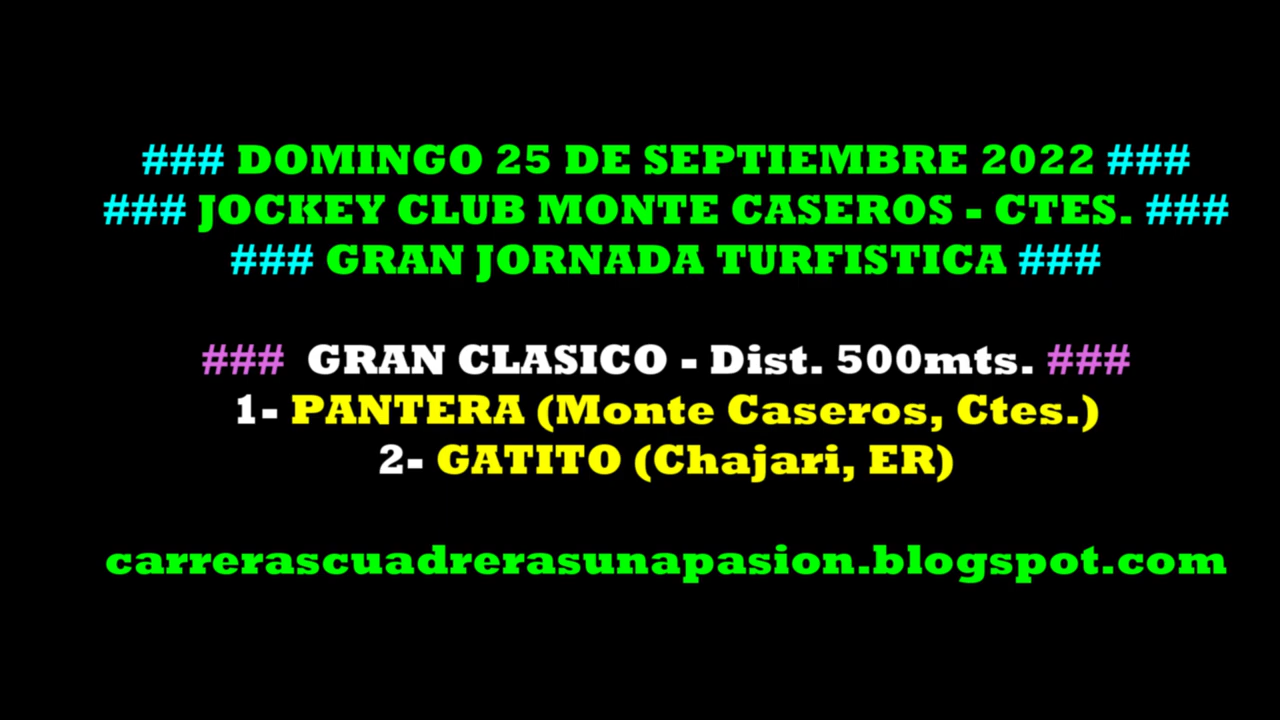 ### DOMINGO 25 DE SEPTIEMBRE 2022 ###
### JOCKEY CLUB MONTE CASEROS - CTES. ###
### GRAN JORNADA TURFISTICA ###
### GRAN CLASICO - Dist. 500mts. ###
1- PANTERA (Monte Caseros, Ctes.)
2- GATITO (Chajari, ER)
carrerascuadrerasunapasion.blogspot.com